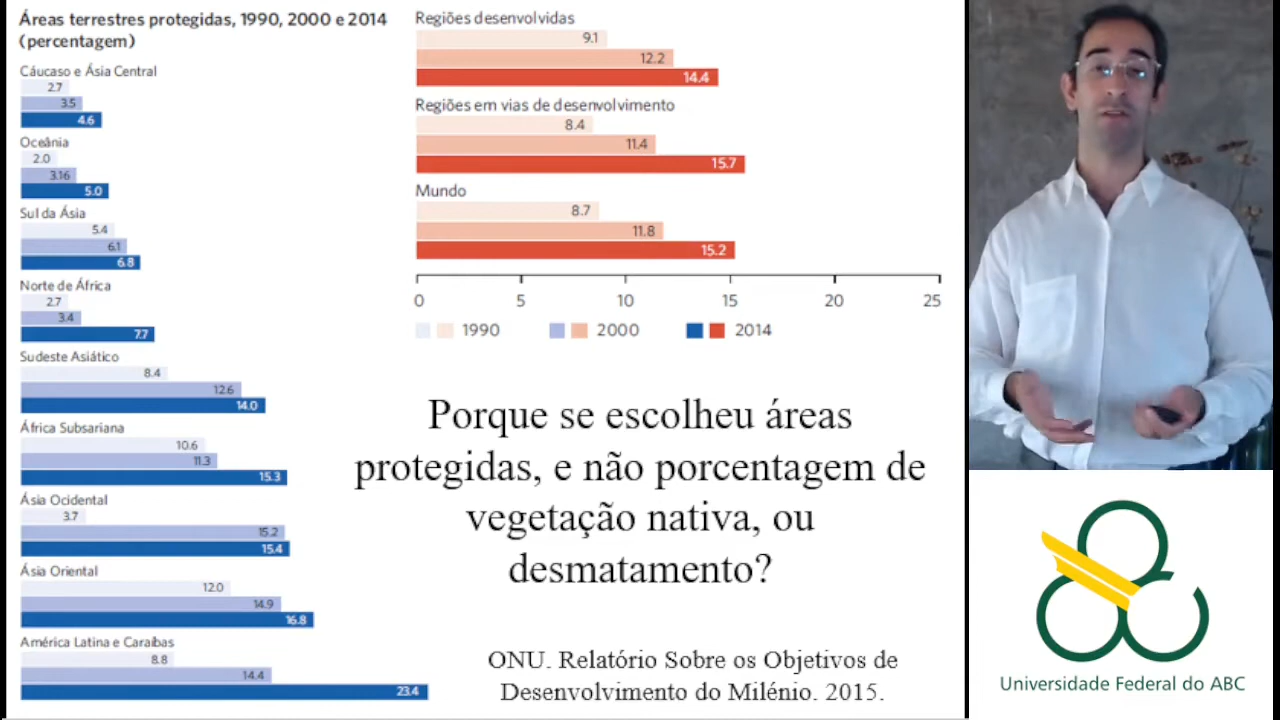 Áreas terrestres protegidas, 1990, 2000 e 2014
(percentagem)
Cáucaso e Ásia Central
2.7
3.5
4.6
Oceânia
2.0
3.16
5.0
Sul da Ásia
5.4
6.1
6.8
Norte de África
2.7
3.4
7.7
Sudeste Asiático
8.4
12.6
14.0
África Subsariana
10.6
11.3
15.3
Ásia Ocidental
3.7
15.2
15.4
Ásia Oriental
12.0
14.9
16.8
América Latina e Caraíbas
8.8
14.4
23.4
Regiões desenvolvidas
9.1
12.2
14.4
Regiões em vias de desenvolvimento
8.4
11.4
15.7
Mundo
8.7
11.8
15.2
0 5 10 15 20 25
1990 2000 2014
Porque se escolheu áreas
protegidas, e não porcentagem de
vegetação nativa, ou
desmatamento?
ONU. Relatório Sobre os Objetivos de
Desenvolvimento do Milénio. 2015.
Universidade Federal do ABC